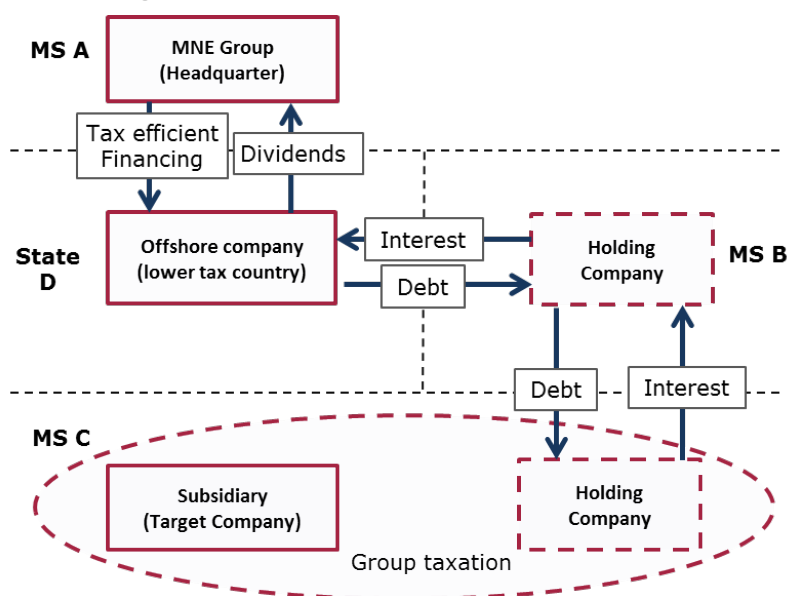 MS A
MNE Group
(Headquarter)
Tax efficient
Financing
Dividends
State
D
Offshore company
(lower tax country)
Interest
Debt
Holding
Company
MS B
Debt
Interest
MS C
Subsidiary
(Target Company)
Holding
Company
Group taxation